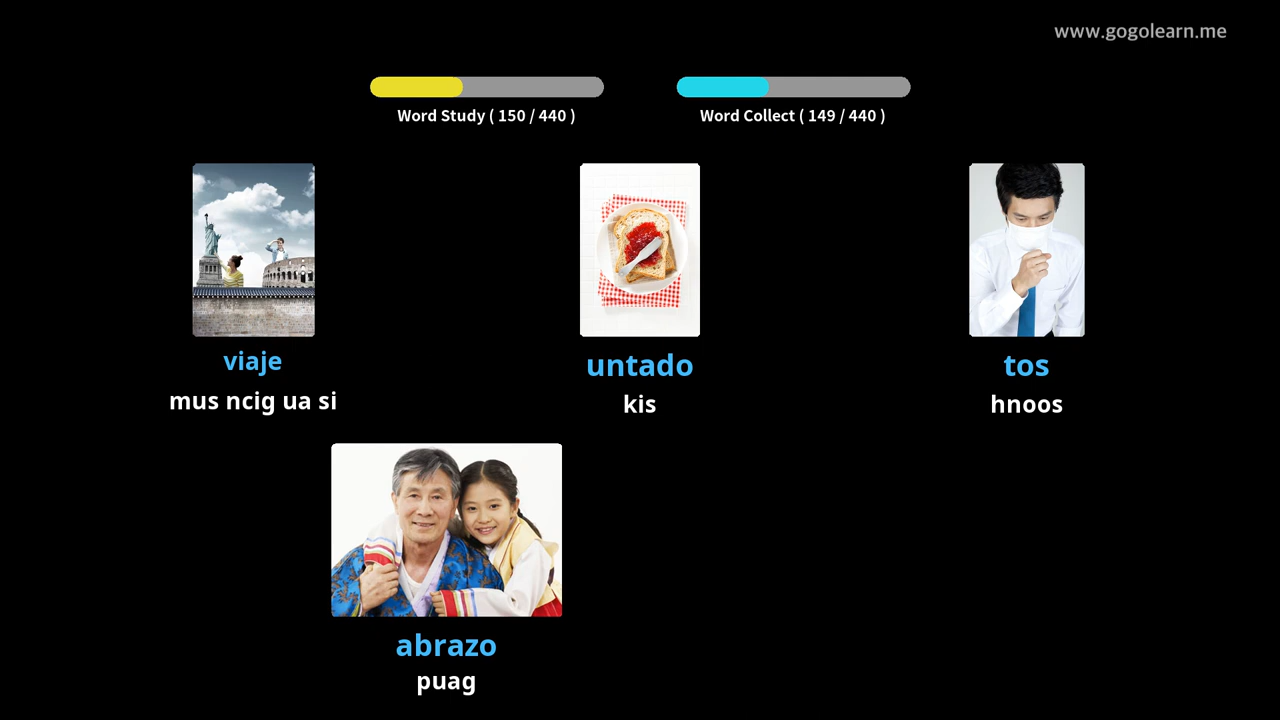 www.gogolearn.me
Word Study ( 150 / 440 )
Word Collect ( 149 / 440 )
viaje
mus ncig ua si
untado
kis
tos
hnoos
abrazo
puag